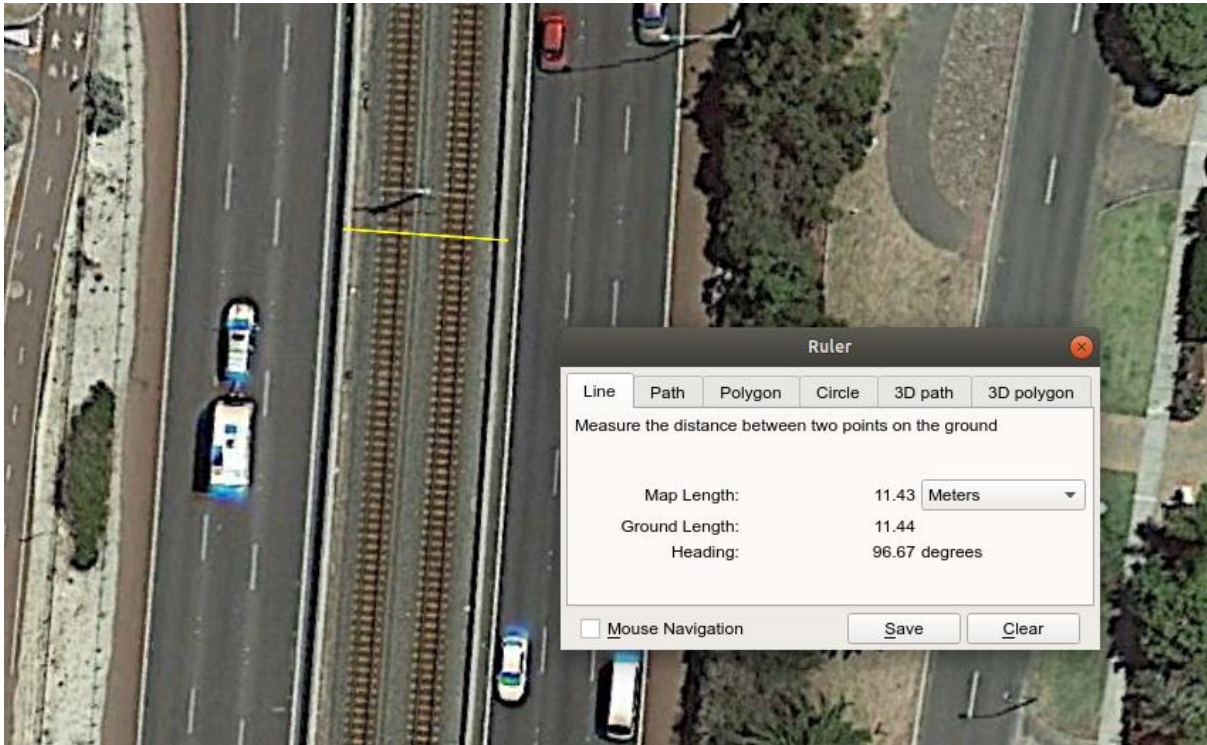 Ruler
Line Path Polygon Circle 3D path 3D polygon
Measure the distance between two points on the ground
Map Length: 11.43 Meters
Ground Length: 11.44
Heading: 96.67 degrees
Mouse Navigation Save Clear